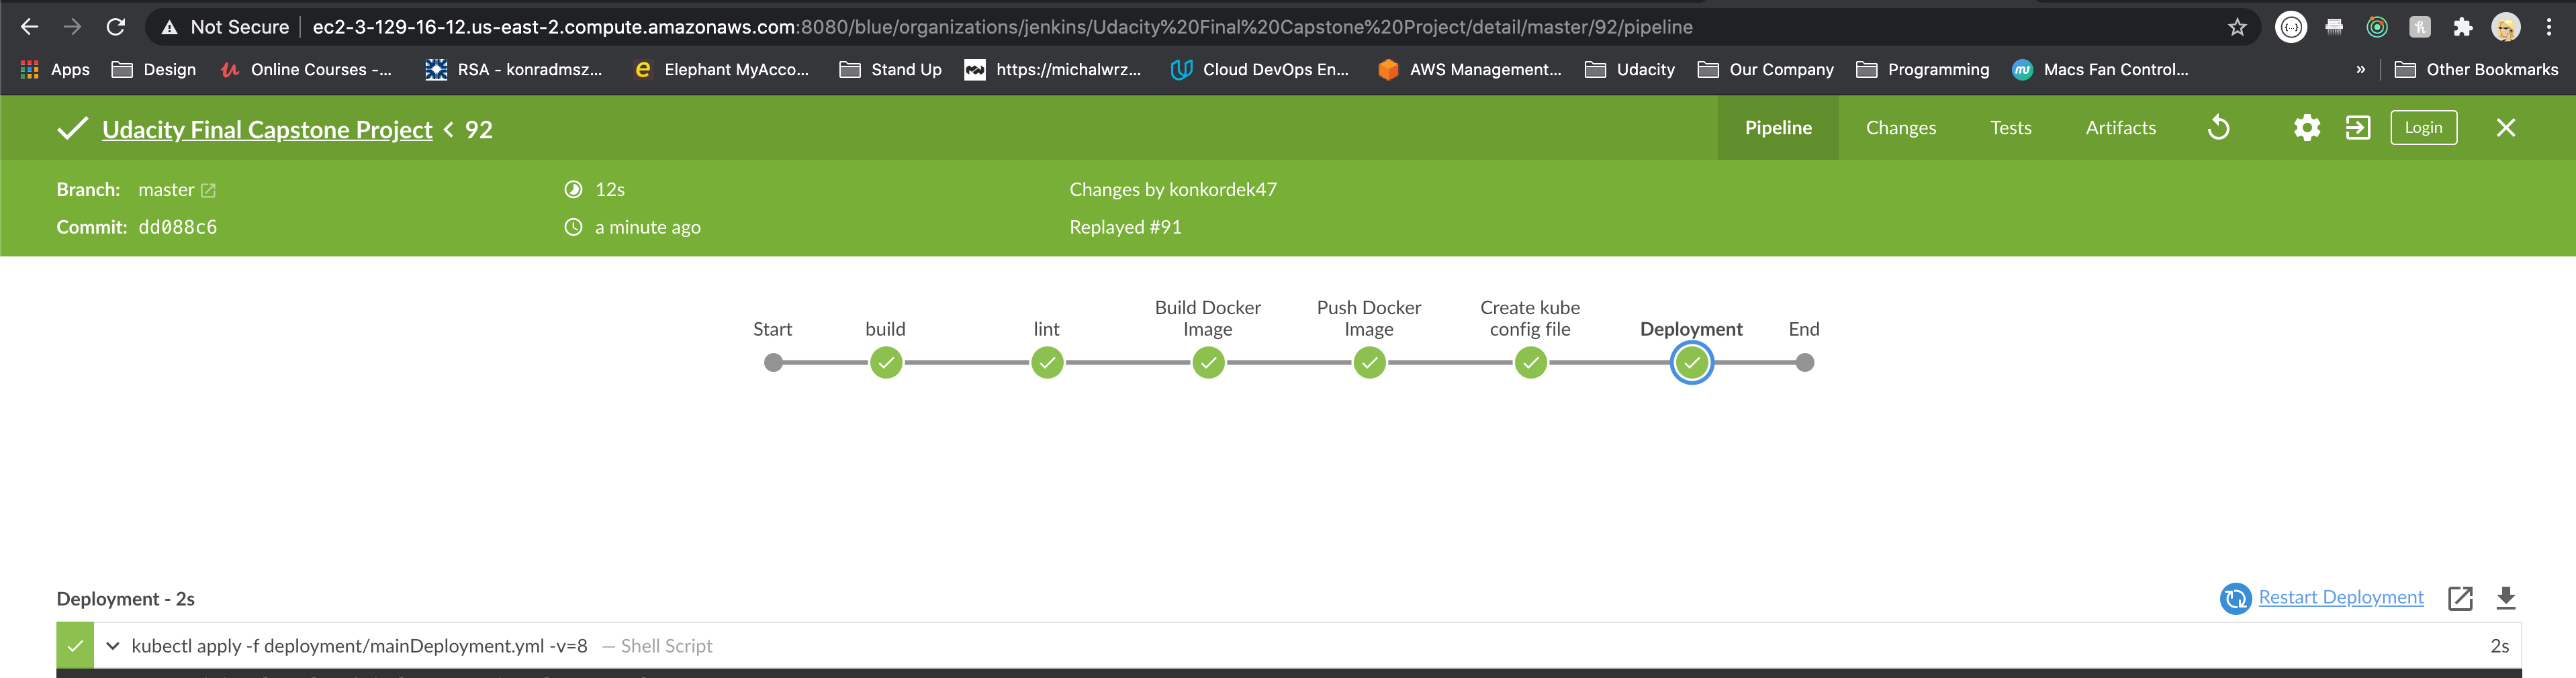 Not Secure ec2-3-129-16-12.us-east-2.compute.amazonaws.com:8080/blue/organizations/jenkins/Udacity%20Final%20Capstone%20Project/detail/master/92/pipeline
Apps Design Online Courses -... RSA - konradmsz... Elephant MyAcco... Stand Up https://michalwrz... Cloud DevOps En... AWS Management... Udacity Our Company Programming Macs Fan Control... » Other Bookmarks
Udacity Final Capstone Project < 92 Pipeline Changes Tests Artifacts Login
Branch: master 12s Changes by konkordek47
Commit: dd088c6 a minute ago Replayed #91
Start build lint Build Docker Image Push Docker Image Create kube config file Deployment End
Deployment - 2s Restart Deployment
kubectl apply -f deployment/mainDeployment.yml -v=8 — Shell Script 2s